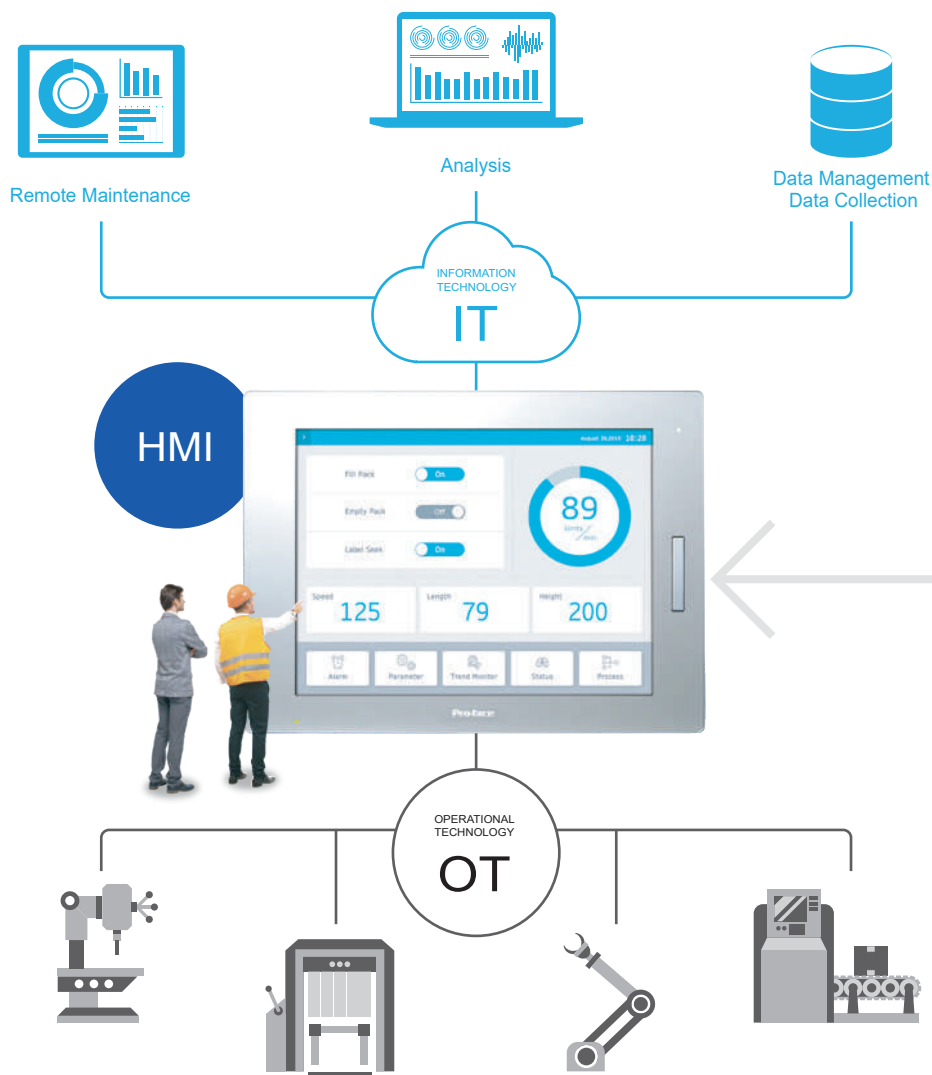 Remote Maintenance
Analysis
Data Management
Data Collection
INFORMATION
TECHNOLOGY
IT
HMI
10:28
Fill Pack
On
Empty Pack
Off
Label Seek
On
89
Speed
125
Length
79
Height
200
Alarm
Parameter
Trend Monitor
Status
Process
Pro-face
OPERATIONAL
TECHNOLOGY
OT